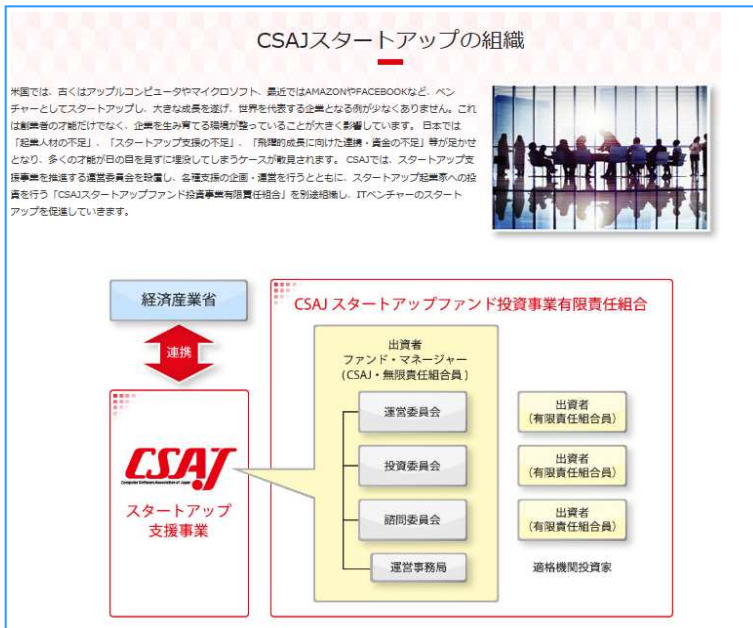 CSAJスタートアップの組織
米国では、古くはアップルコンピュータやマイクロソフト、最近ではAMAZONやFACEBOOKなど、ベン
チャーとしてスタートアップし、大きな成長を遂げ、世界を代表する企業となる例が少なくありません。これ
は創業者の才能だけでなく、企業を生み育てる環境が整っていることが大きく影響しています。 日本では
「起業人材の不足」、「スタートアップ支援の不足」、「飛躍的成長に向けた連携・資金の不足」等が足かせ
となり、多くの才能が日の目を見ずに埋没してしまうケースが散見されます。 CSAJでは、スタートアップ支
援事業を推進する運営委員会を設置し、各種支援の企画・運営を行うとともに、スタートアップ起業家への投
資を行う「CSAJスタートアップファンド投資事業有限責任組合」を別途組織し、ITベンチャーのスタート
アップを促進していきます。
経済産業省
連携
CSAJ
Computer Software Association of Japan
スタートアップ
支援事業
CSAJ スタートアップファンド投資事業有限責任組合
出資者
ファンド・マネージャー
(CSAJ・無限責任組合員)
運営委員会
投資委員会
諮問委員会
運営事務局
出資者
(有限責任組合員)
出資者
(有限責任組合員)
出資者
(有限責任組合員)
適格機関投資家